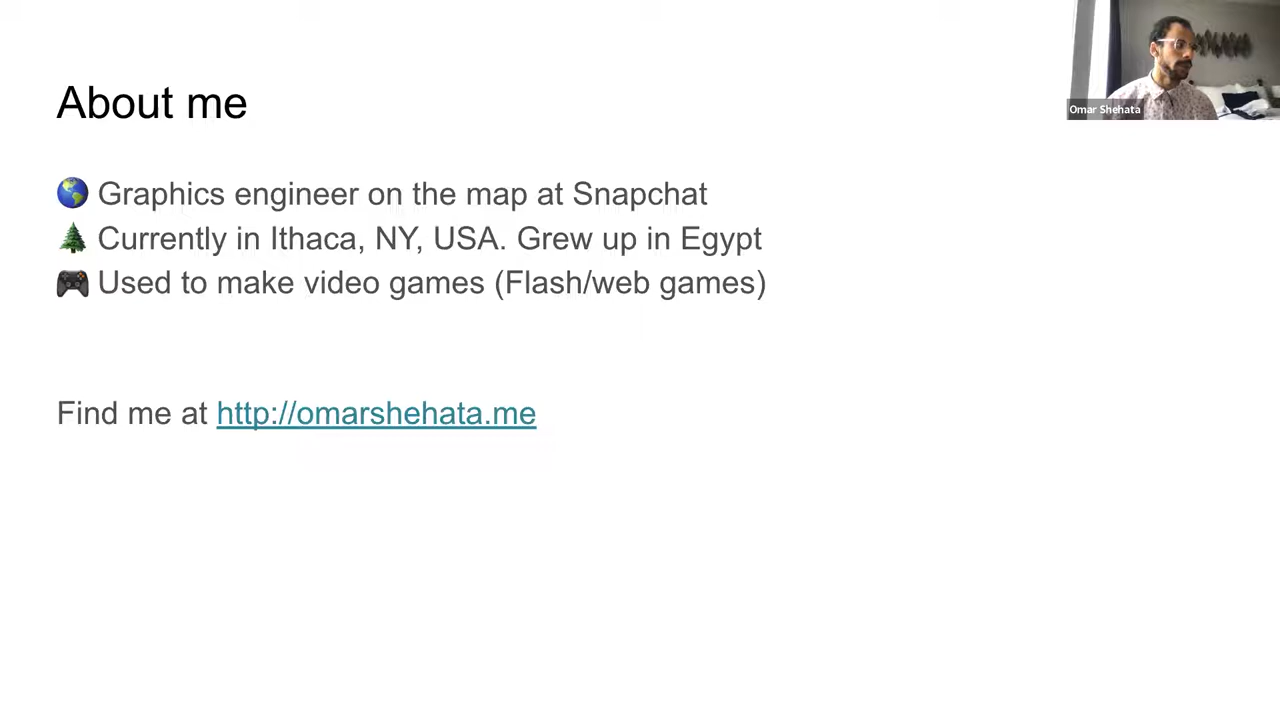 About me
🌎 Graphics engineer on the map at Snapchat
🌲 Currently in Ithaca, NY, USA. Grew up in Egypt
🎮 Used to make video games (Flash/web games)
Find me at http://omarshehata.me
Omar Shehata